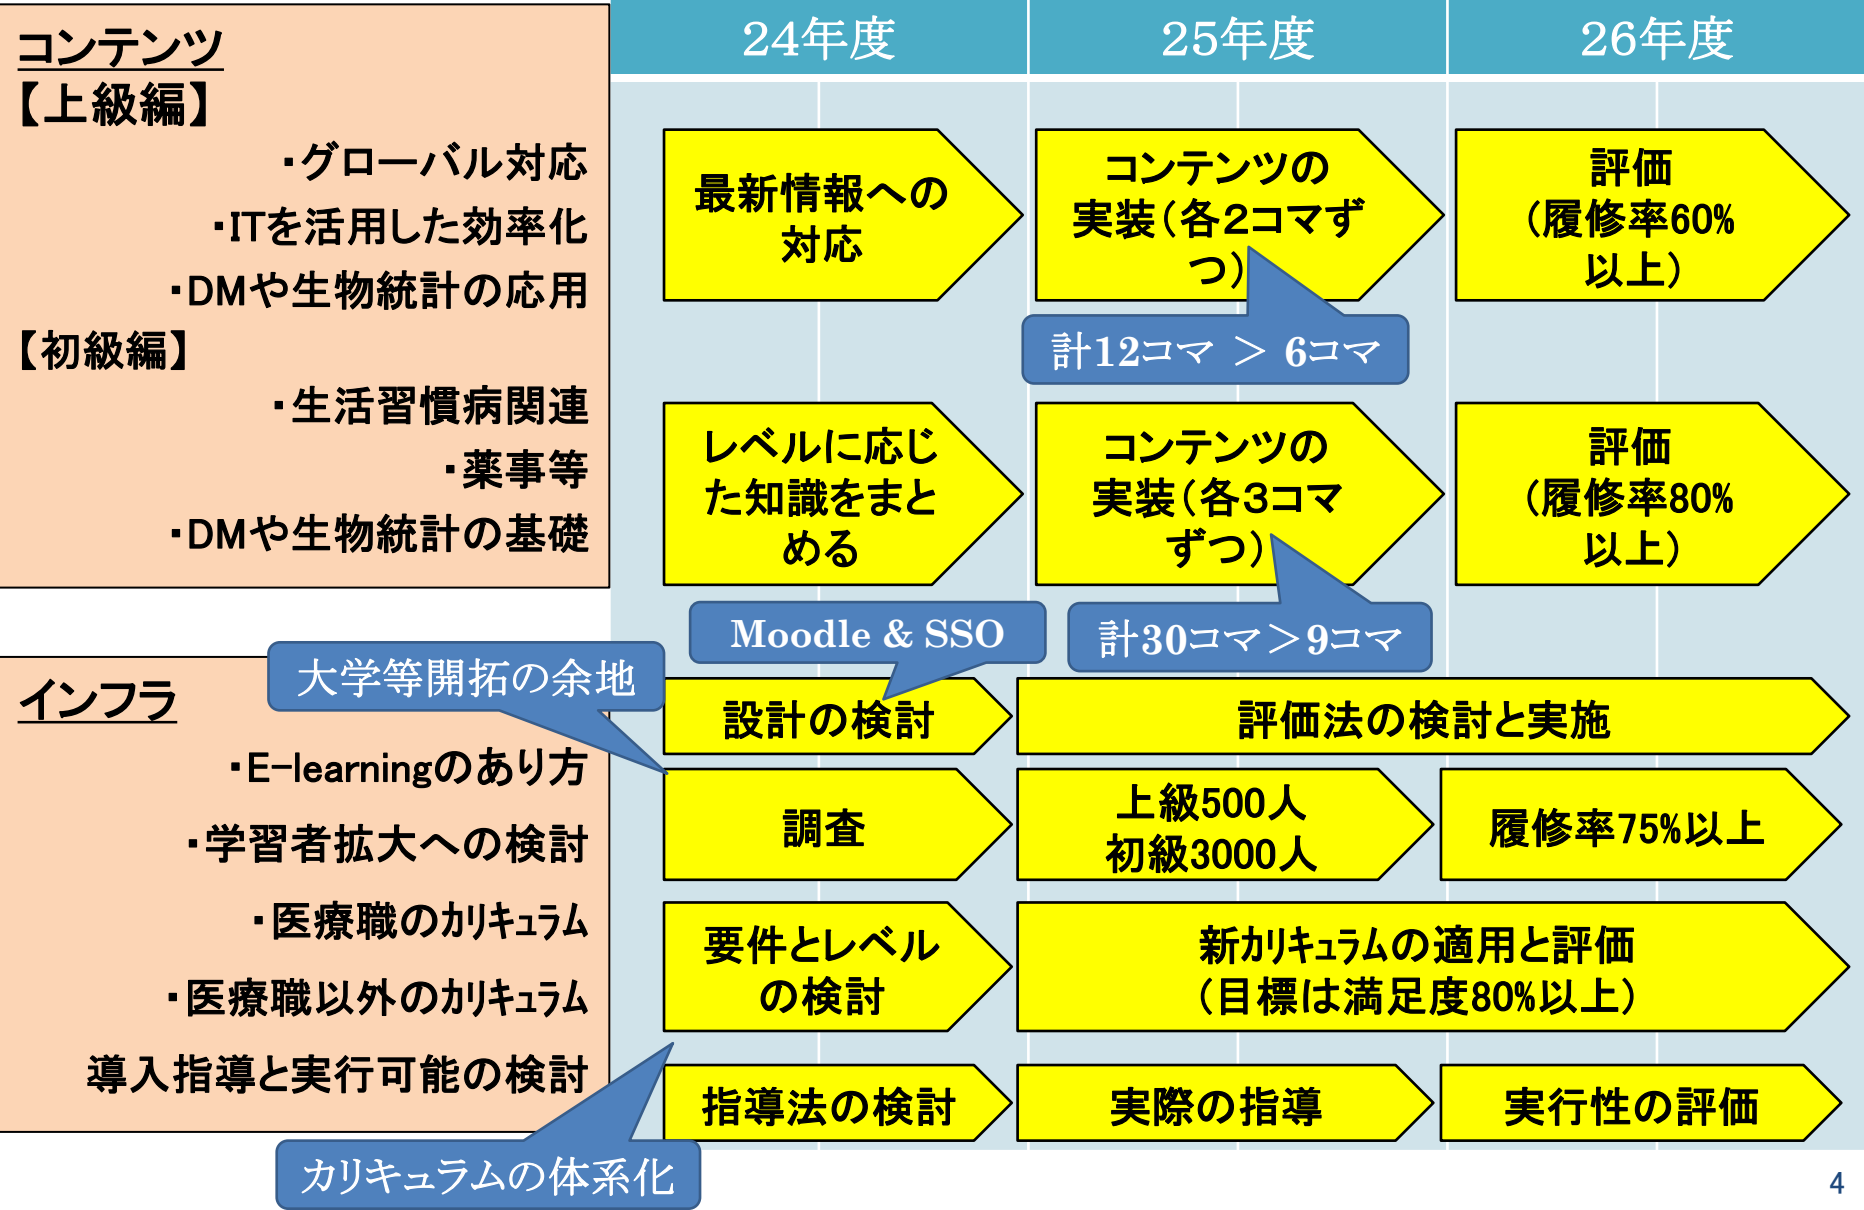 24年度
25年度
26年度
コンテンツ
【上級編】
・グローバル対応
・ITを活用した効率化
・DMや生物統計の応用
【初級編】
・生活習慣病関連
・薬事等
・DMや生物統計の基礎
最新情報への
対応
コンテンツの
実装（各２コマず
つ）
評価
（履修率60%
以上）
計12コマ ＞ 6コマ
レベルに応じ
た知識をまと
める
コンテンツの
実装（各３コマ
ずつ）
評価
（履修率80%
以上）
Moodle & SSO
計30コマ＞9コマ
大学等開拓の余地
インフラ
・E-learningのあり方
・学習者拡大への検討
・医療職のｶﾘｷｭﾗﾑ
・医療職以外のｶﾘｷｭﾗﾑ
導入指導と実行可能の検討
設計の検討
評価法の検討と実施
調査
上級500人
初級3000人
履修率75%以上
要件とレベル
の検討
新ｶﾘｷｭﾗﾑの適用と評価
（目標は満足度80%以上）
指導法の検討
実際の指導
実行性の評価
カリキュラムの体系化
4